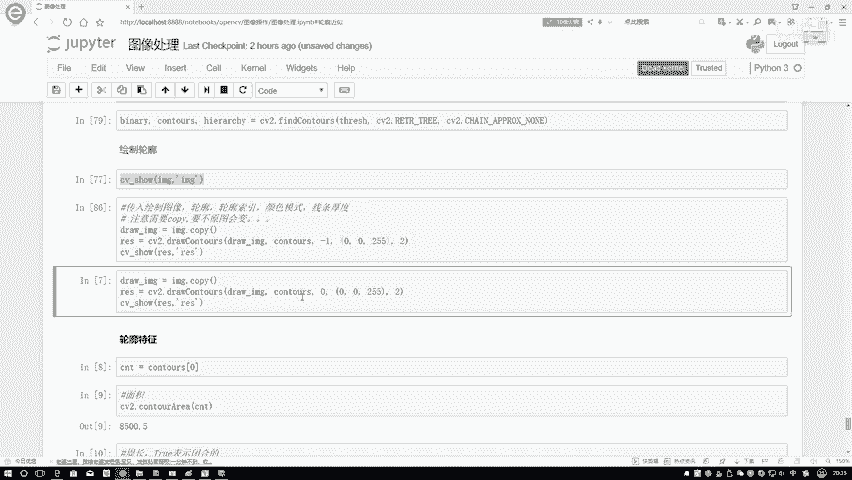 图像处理
http://localhost:8888/notebooks/opencv/图像操作/图像处理.ipynb#轮廓近似
点此搜索
jupyter 图像处理 Last Checkpoint: 2 hours ago (unsaved changes)
Logout
File Edit View Insert Cell Kernel Widgets Help
Trusted
Python 3
Code
In [79]: binary, contours, hierarchy = cv2.findContours(thresh, cv2.RETR_TREE, cv2.CHAIN_APPROX_NONE)
绘制轮廓
In [77]: cv_show(img,'img')
In [80]: #传入绘制图像，轮廓，轮廓索引，颜色模式，线条厚度
# 注意需要copy,要不原图会变。。。
draw_img = img.copy()
res = cv2.drawContours(draw_img, contours, -1, (0, 0, 255), 2)
cv_show(res,'res')
In [7]: draw_img = img.copy()
res = cv2.drawContours(draw_img, contours, 0, (0, 0, 255), 2)
cv_show(res,'res')
轮廓特征
In [8]: cnt = contours[0]
In [9]: #面积
cv2.contourArea(cnt)
Out[9]: 8500.5
In [10]: #周长，True表示闭合的
150%
20:25